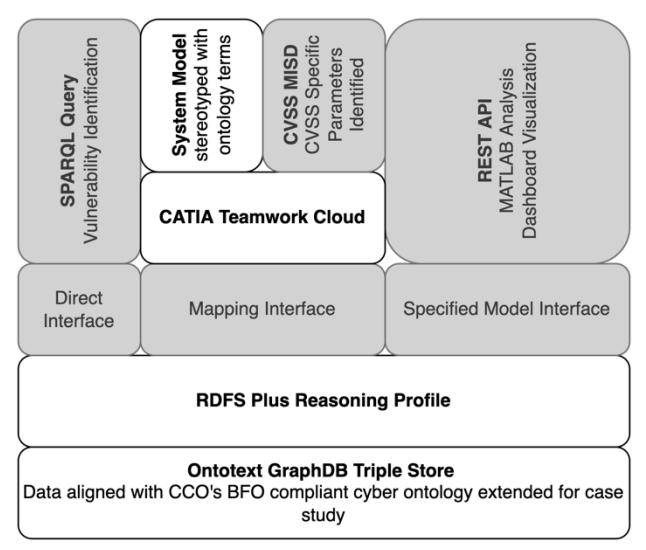 SPARQL Query
Vulnerability Identification
System Model
stereotyped with
ontology terms
CVSS MISD
CVSS Specific
Parameters
Identified
REST API
MATLAB Analysis
Dashboard Visualization
CATIA Teamwork Cloud
Direct
Interface
Mapping Interface
Specified Model Interface
RDFS Plus Reasoning Profile
Ontotext GraphDB Triple Store
Data aligned with CCO's BFO compliant cyber ontology extended for case
study